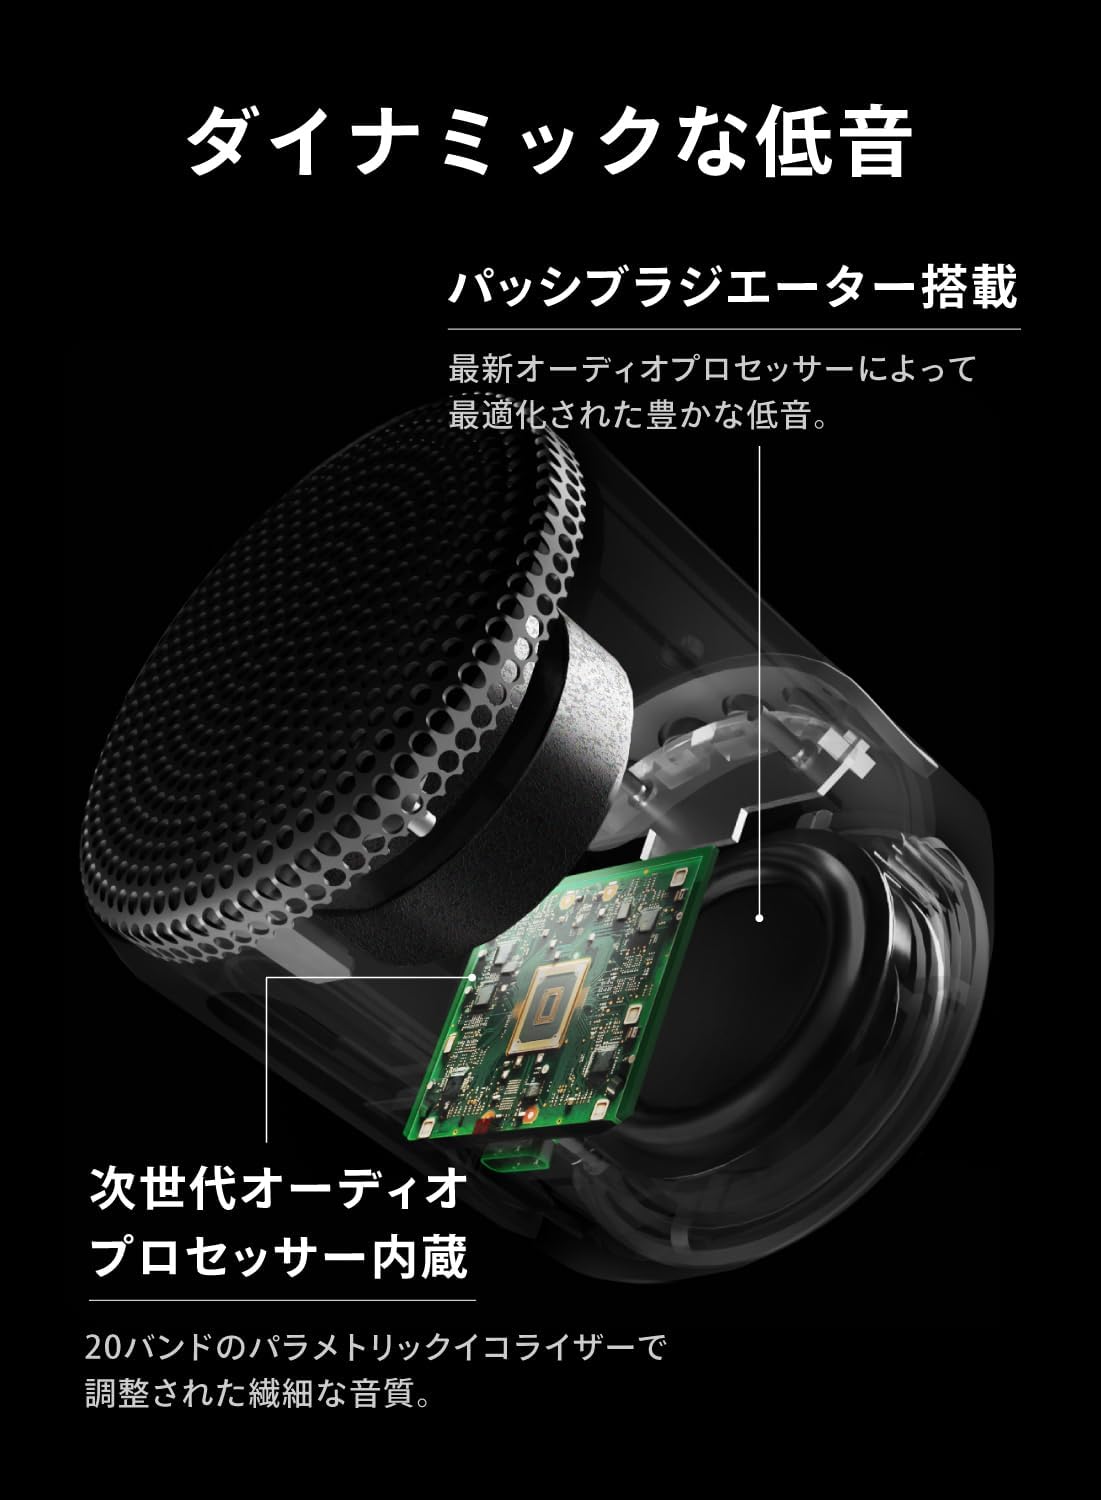 ダイナミックな低音
パッシブラジエーター搭載
最新オーディオプロセッサーによって
最適化された豊かな低音。
次世代オーディオ
プロセッサー内蔵
20バンドのパラメトリックイコライザーで
調整された繊細な音質。